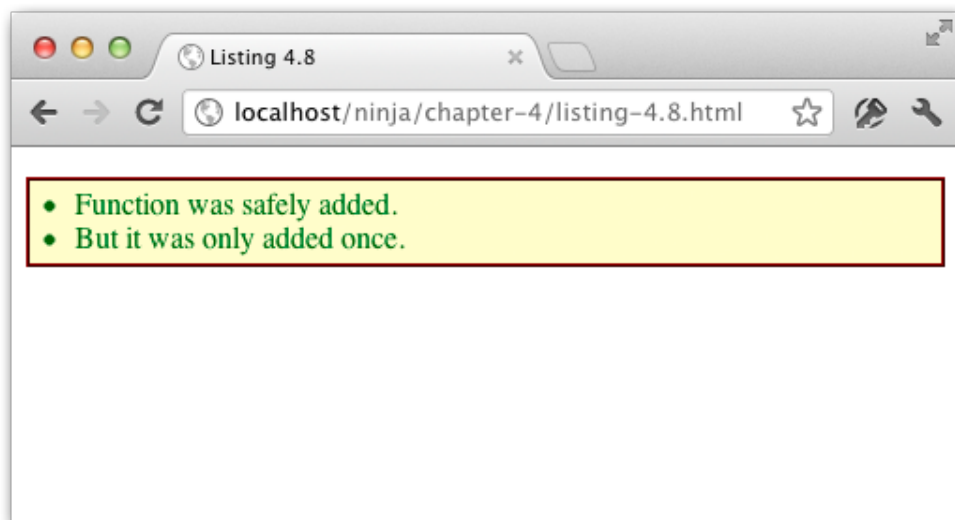 Listing 4.8
localhost/ninja/chapter-4/listing-4.8.html
Function was safely added.
But it was only added once.